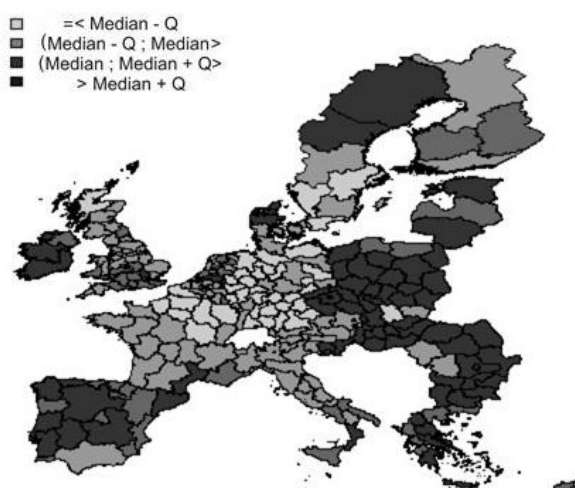 =< Median - Q
(Median - Q ; Median>
(Median ; Median + Q>
> Median + Q